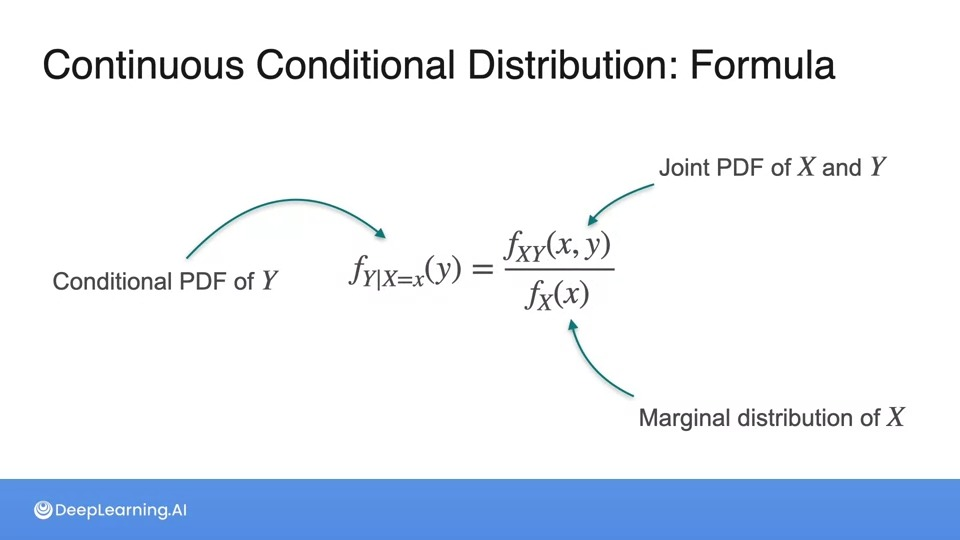 Continuous Conditional Distribution: Formula
Joint PDF of X and Y
Conditional PDF of Y
f_{Y|X=x}(y) = \frac{f_{XY}(x, y)}{f_X(x)}
Marginal distribution of X
DeepLearning.AI